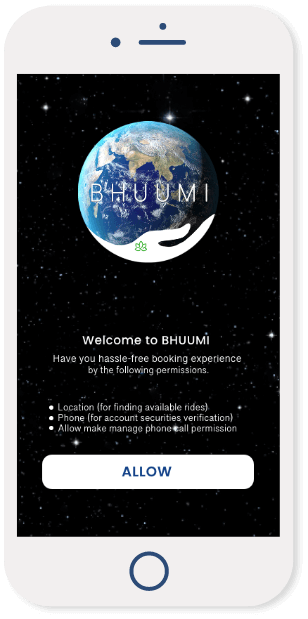 BHUUMI
Welcome to BHUUMI
Have you hassle-free booking experience
by the following permissions.
Location (for finding available rides)
Phone (for account securities verification)
Allow make manage phone call permission
ALLOW